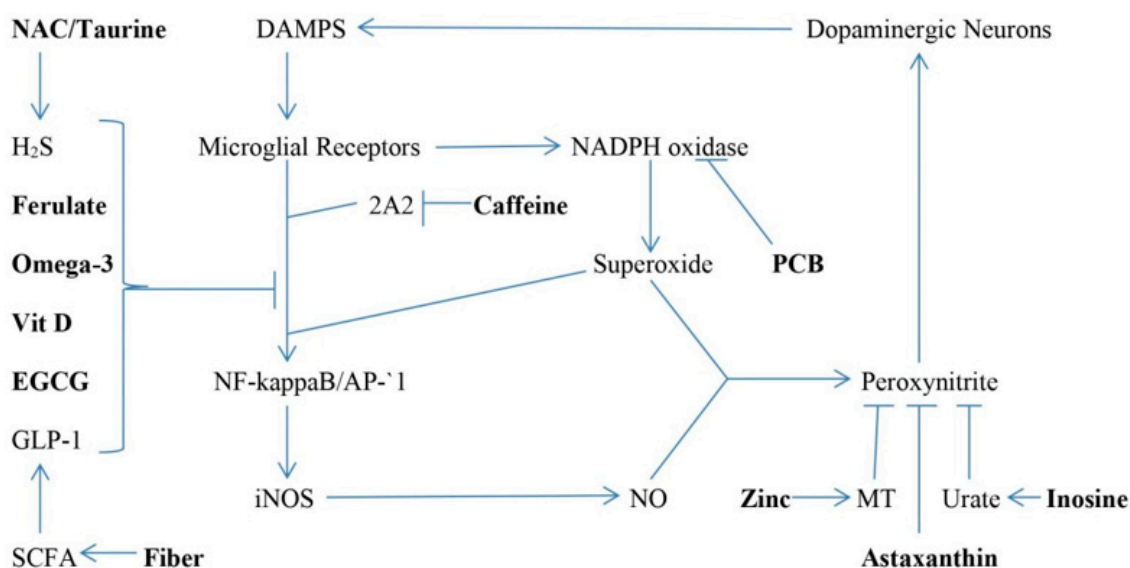 NAC/Taurine DAMPS Dopaminergic Neurons
H₂S Microglial Receptors NADPH oxidase
Ferulate 2A2 Caffeine
Omega-3 Superoxide PCB
Vit D
EGCG NF-kappaB/AP-`1 Peroxynitrite
GLP-1
iNOS NO Zinc MT Urate Inosine
SCFA Fiber Astaxanthin